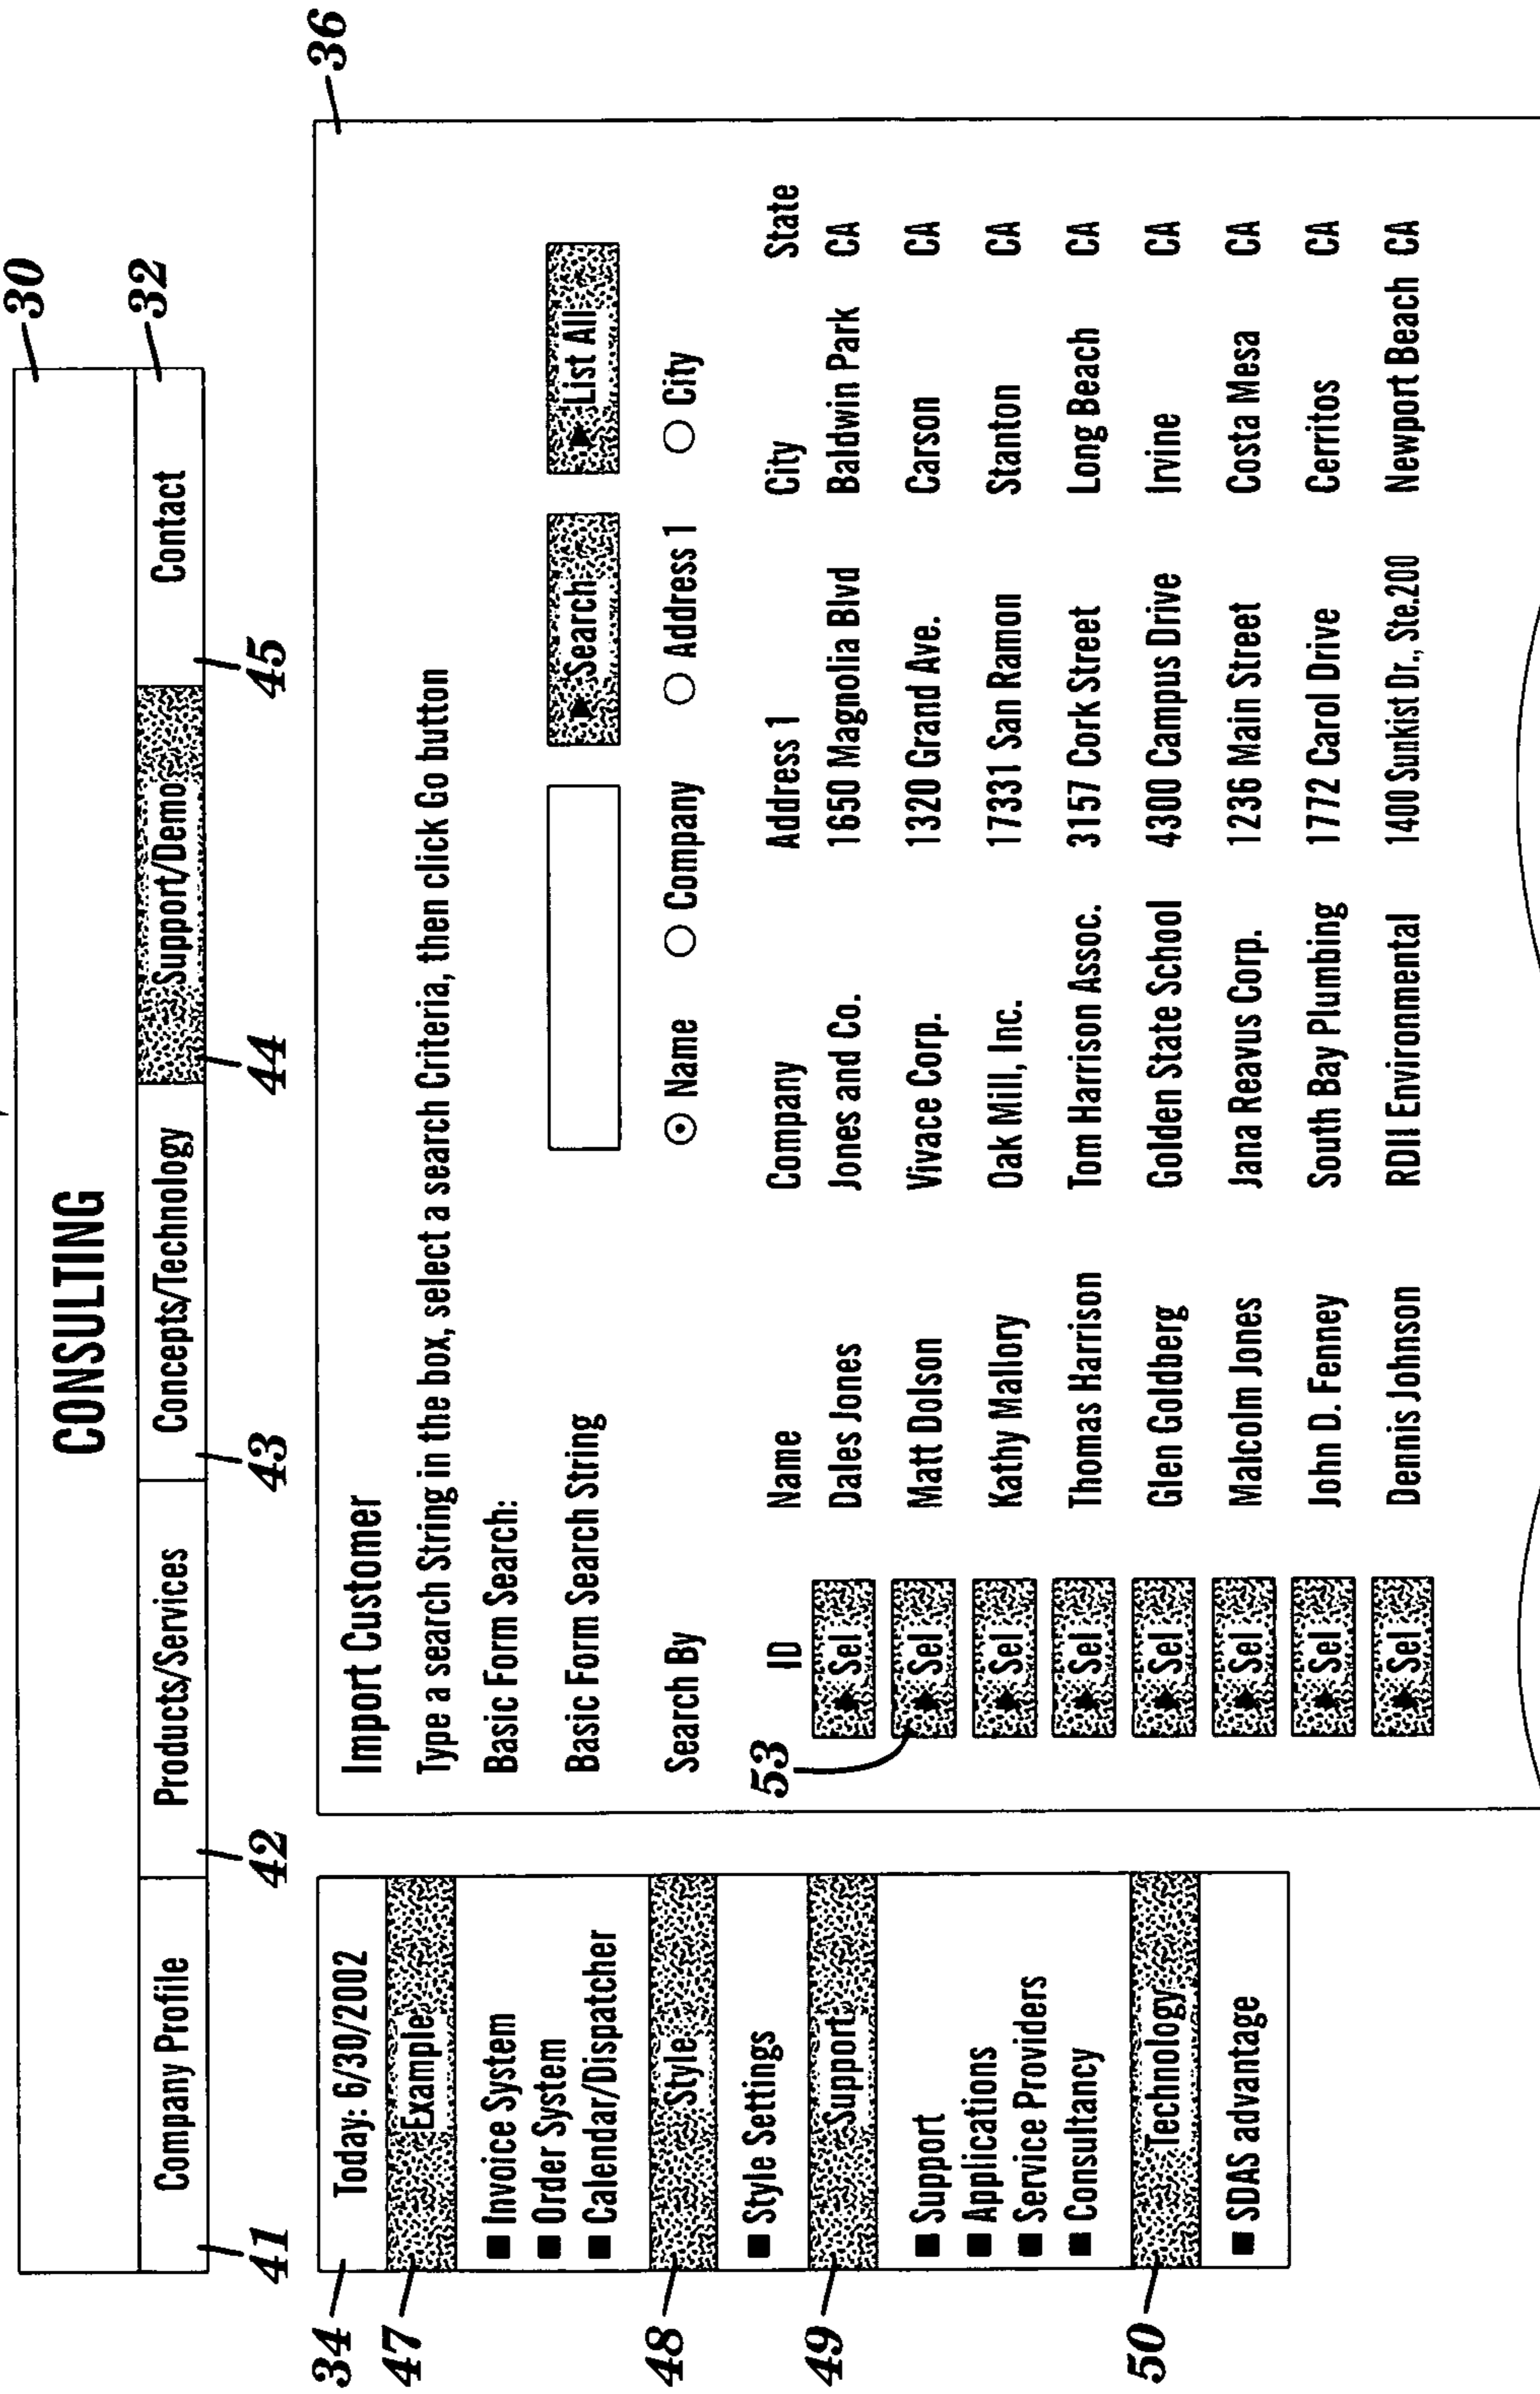 30
CONSULTING
32
Company Profile Products/Services Concepts/Technology Support/Demo Contact
41 42 43 44 45
36
34 Today: 6/30/2002
47 Example
■ Invoice System
■ Order System
■ Calendar/Dispatcher
48 Style
■ Style Settings
49 Support
■ Support
■ Applications
■ Service Providers
■ Consultancy
50 Technology
■ SDAS advantage
Import Customer
Type a search String in the box, select a search Criteria, then click Go button
Basic Form Search:
Basic Form Search String Search List All
Search By Name Company Address 1 City
53
ID Name Company Address 1 City State
Sel Dales Jones Jones and Co. 1650 Magnolia Blvd Baldwin Park CA
Sel Matt Dolson Vivace Corp. 1320 Grand Ave. Carson CA
Sel Kathy Mallory Oak Mill, Inc. 17331 San Ramon Stanton CA
Sel Thomas Harrison Tom Harrison Assoc. 3157 Cork Street Long Beach CA
Sel Glen Goldberg Golden State School 4300 Campus Drive Irvine CA
Sel Malcolm Jones Jana Reavus Corp. 1236 Main Street Costa Mesa CA
Sel John D. Fenney South Bay Plumbing 1772 Carol Drive Cerritos CA
Sel Dennis Johnson RDII Environmental 1400 Sunkist Dr., Ste.200 Newport Beach CA